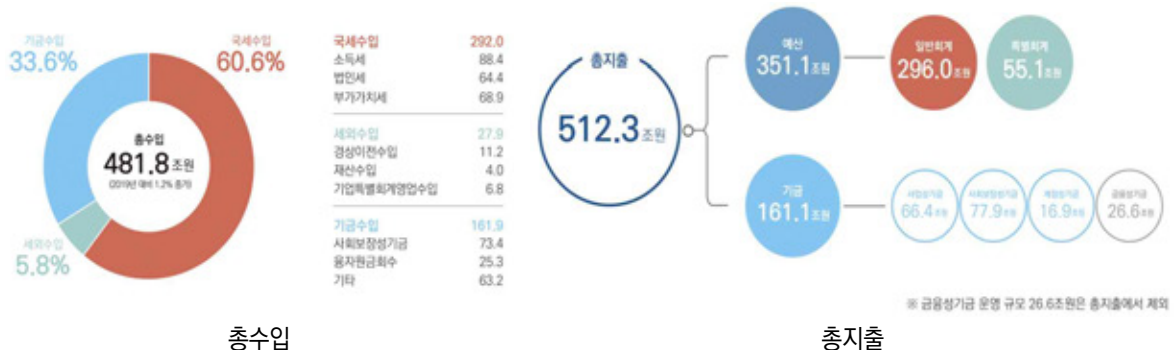 기금수입
33.6%
국세수입
60.6%
총수입
481.8 조원
(2019년 대비 1.2% 증가)
세외수입
5.8%
국세수입 292.0
소득세 88.4
법인세 64.4
부가가치세 68.9
세외수입 27.9
경상이전수입 11.2
재산수입 4.0
기업특별회계영업수입 6.8
기금수입 161.9
사회보장성기금 73.4
융자원금회수 25.3
기타 63.2
총수입
총지출
512.3 조원
예산
351.1조원
일반회계
296.0조원
특별회계
55.1조원
기금
161.1조원
사업성기금
66.4조원
사회보장성기금
77.9조원
계정성기금
16.9조원
금융성기금
26.6조원
※ 금융성기금 운영 규모 26.6조원은 총지출에서 제외
총지출